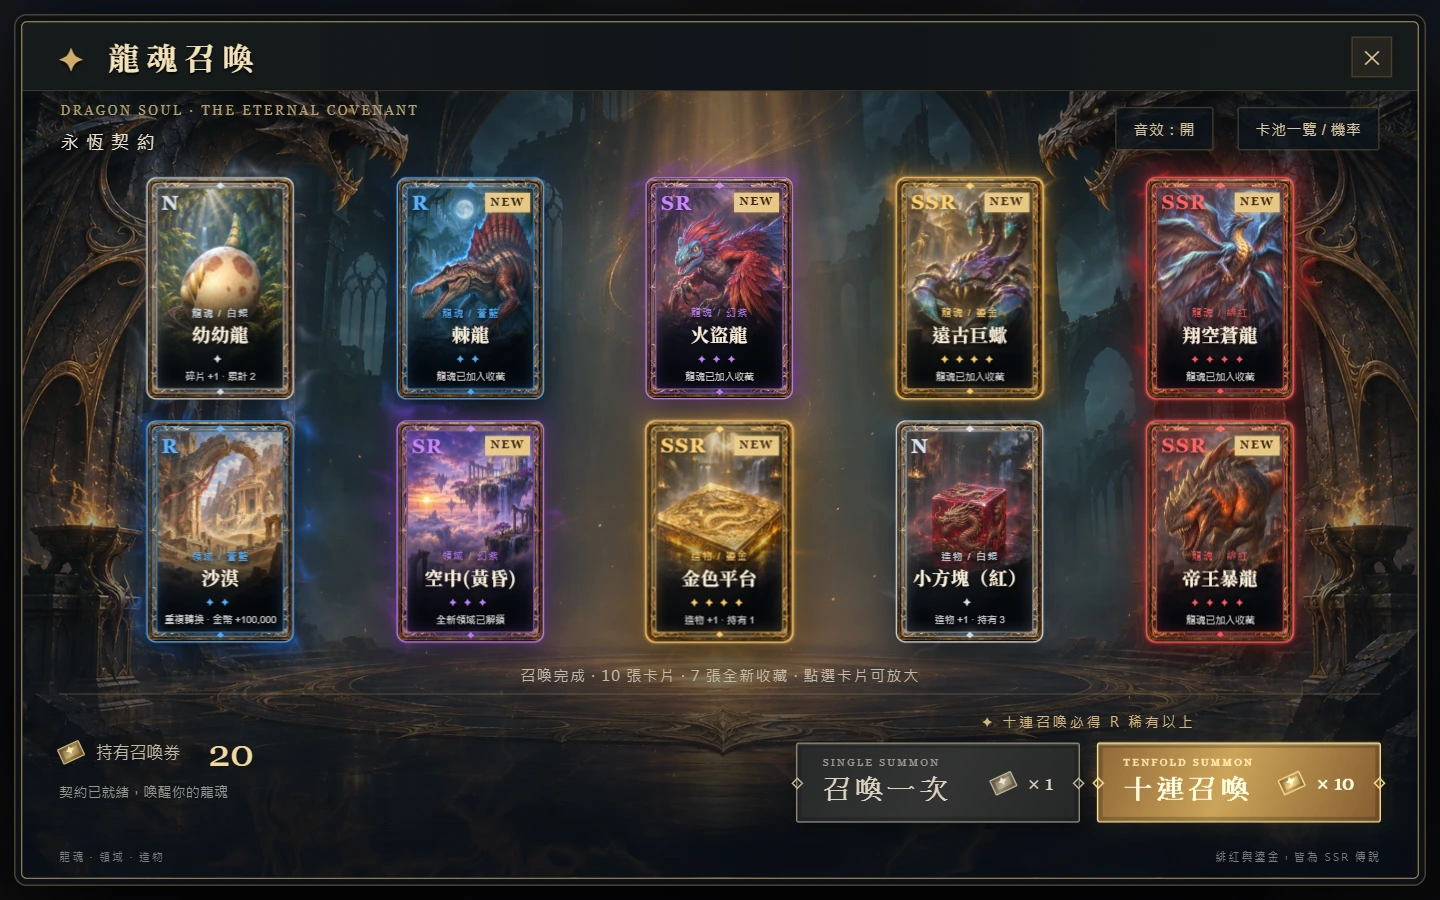 龍魂召喚
DRAGON SOUL · THE ETERNAL COVENANT
永恆契約
音效：開
卡池一覽 / 機率
N
龍魂 / 白銀
幼幼龍
碎片 +1 · 累計 2
R
NEW
龍魂 / 蒼藍
棘龍
龍魂已加入收藏
SR
NEW
龍魂 / 幻紫
火盜龍
龍魂已加入收藏
SSR
NEW
龍魂 / 鎏金
遠古巨蠍
龍魂已加入收藏
SSR
NEW
龍魂 / 緋紅
翔空蒼龍
龍魂已加入收藏
R
領域 / 蒼藍
沙漠
重複轉換 · 金幣 +100,000
SR
NEW
領域 / 幻紫
空中(黃昏)
全新領域已解鎖
SSR
NEW
造物 / 鎏金
金色平台
造物 +1 · 持有 1
N
造物 / 白銀
小方塊（紅）
造物 +1 · 持有 3
SSR
NEW
龍魂 / 緋紅
帝王暴龍
龍魂已加入收藏
召喚完成 · 10 張卡片 · 7 張全新收藏 · 點選卡片可放大
✦ 十連召喚必得 R 稀有以上
持有召喚券 20
契約已就緒，喚醒你的龍魂
SINGLE SUMMON
召喚一次 × 1
TENFOLD SUMMON
十連召喚 × 10
龍魂 · 領域 · 造物
緋紅與鎏金，皆為 SSR 傳說